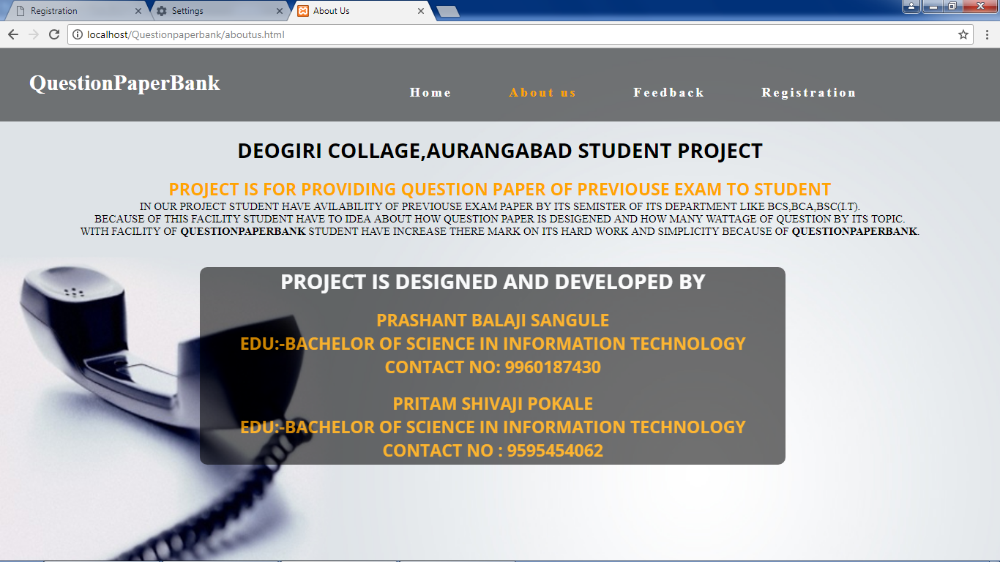 Registration
Settings
About Us
localhost/Questionpaperbank/aboutus.html
QuestionPaperBank
Home About us Feedback Registration
DEOGIRI COLLAGE,AURANGABAD STUDENT PROJECT
PROJECT IS FOR PROVIDING QUESTION PAPER OF PREVIOUSE EXAM TO STUDENT
IN OUR PROJECT STUDENT HAVE AVILABILITY OF PREVIOUSE EXAM PAPER BY ITS SEMISTER OF ITS DEPARTMENT LIKE BCS,BCA,BSC(I.T).
BECAUSE OF THIS FACILITY STUDENT HAVE TO IDEA ABOUT HOW QUESTION PAPER IS DESIGENED AND HOW MANY WATTAGE OF QUESTION BY ITS TOPIC.
WITH FACILITY OF QUESTIONPAPERBANK STUDENT HAVE INCREASE THERE MARK ON ITS HARD WORK AND SIMPLICITY BECAUSE OF QUESTIONPAPERBANK.
PROJECT IS DESIGNED AND DEVELOPED BY
PRASHANT BALAJI SANGULE
EDU:-BACHELOR OF SCIENCE IN INFORMATION TECHNOLOGY
CONTACT NO: 9960187430
PRITAM SHIVAJI POKALE
EDU:-BACHELOR OF SCIENCE IN INFORMATION TECHNOLOGY
CONTACT NO : 9595454062